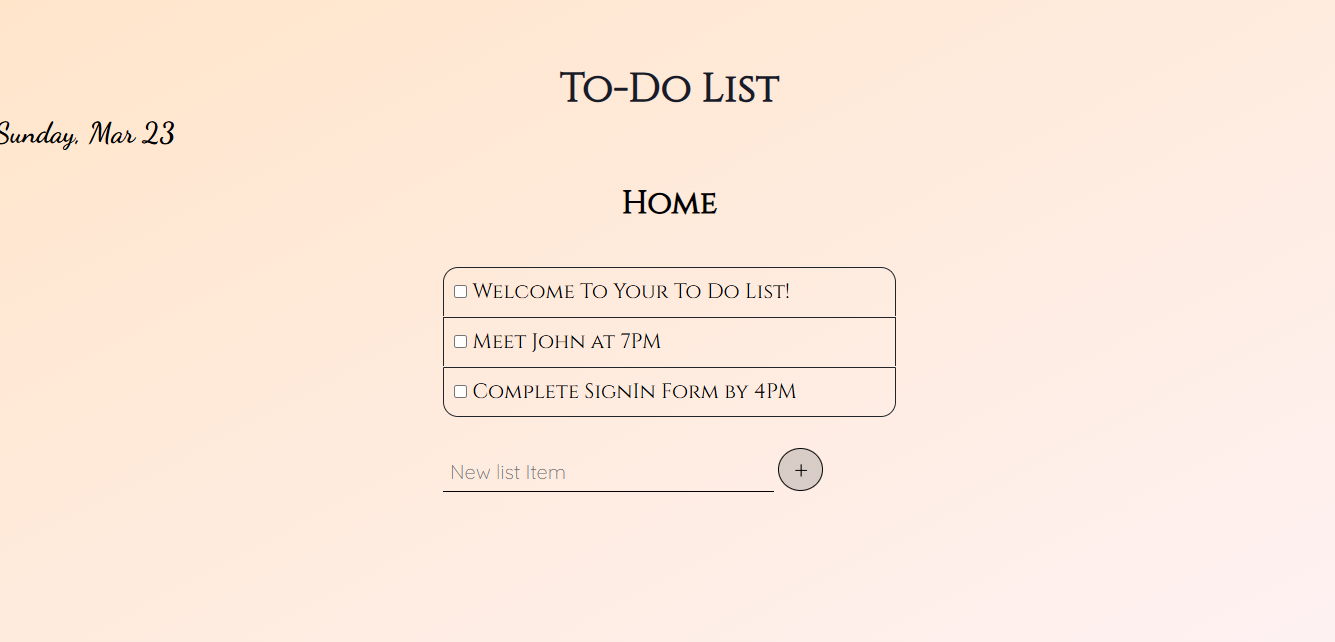 To-Do List
Sunday, Mar 23
Home
Welcome To Your To Do List!
Meet John at 7PM
Complete SignIn Form by 4PM
New list Item
+